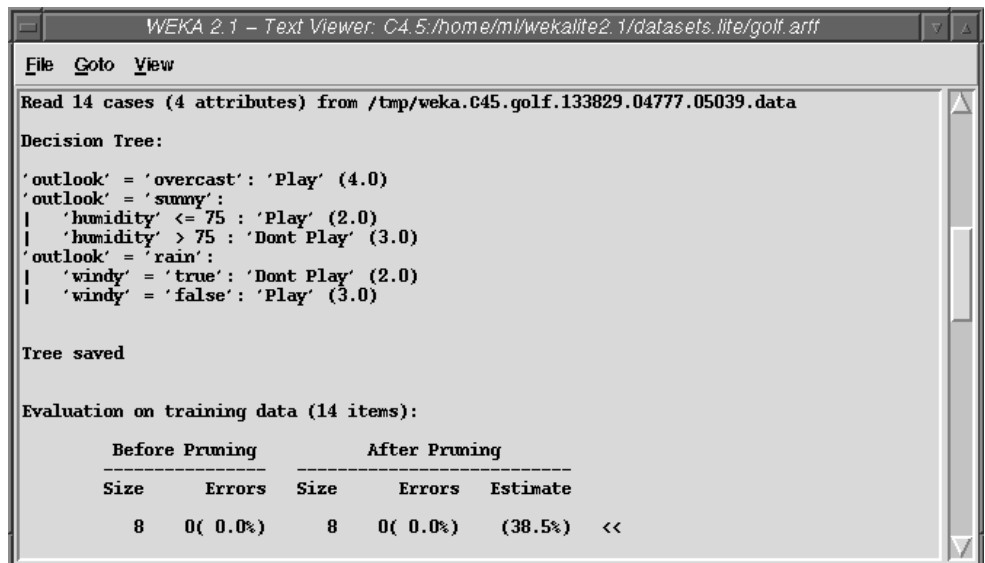 WEKA 2.1 – Text Viewer: C4.5:/home/ml/wekalite2.1/datasets.lite/golf.arff
File Goto View
Read 14 cases (4 attributes) from /tmp/weka.C45.golf.133829.04777.05039.data
Decision Tree:
'outlook' = 'overcast': 'Play' (4.0)
'outlook' = 'sunny':
|   'humidity' <= 75 : 'Play' (2.0)
|   'humidity' > 75 : 'Dont Play' (3.0)
'outlook' = 'rain':
|   'windy' = 'true': 'Dont Play' (2.0)
|   'windy' = 'false': 'Play' (3.0)
Tree saved
Evaluation on training data (14 items):
Before Pruning After Pruning
---------------- ---------------------------
Size Errors Size Errors Estimate
8 0( 0.0%) 8 0( 0.0%) (38.5%) <<